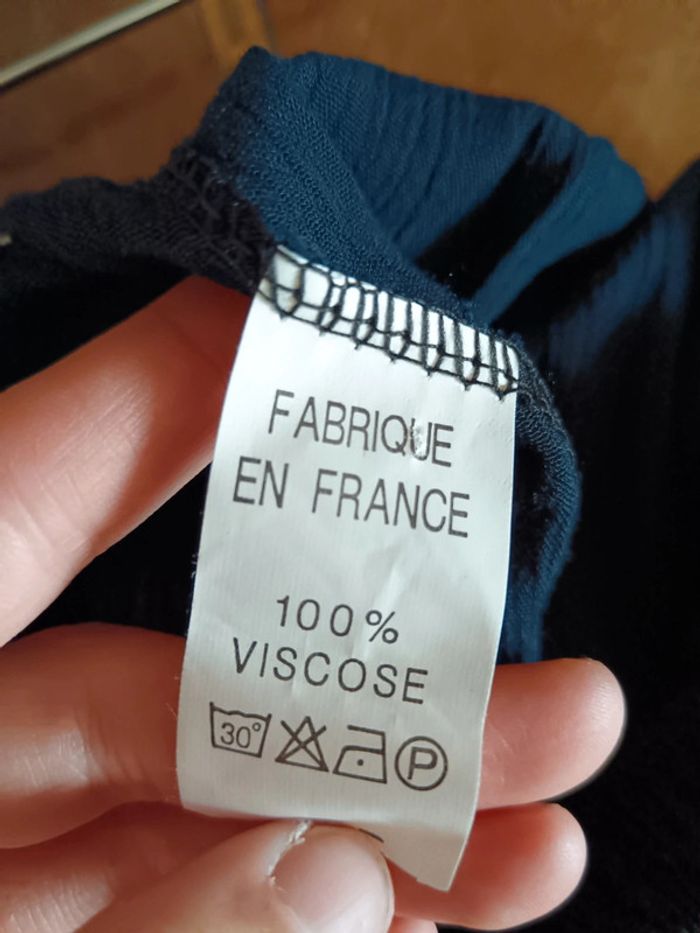 FABRIQUE
EN FRANCE
100%
VISCOSE
30° P